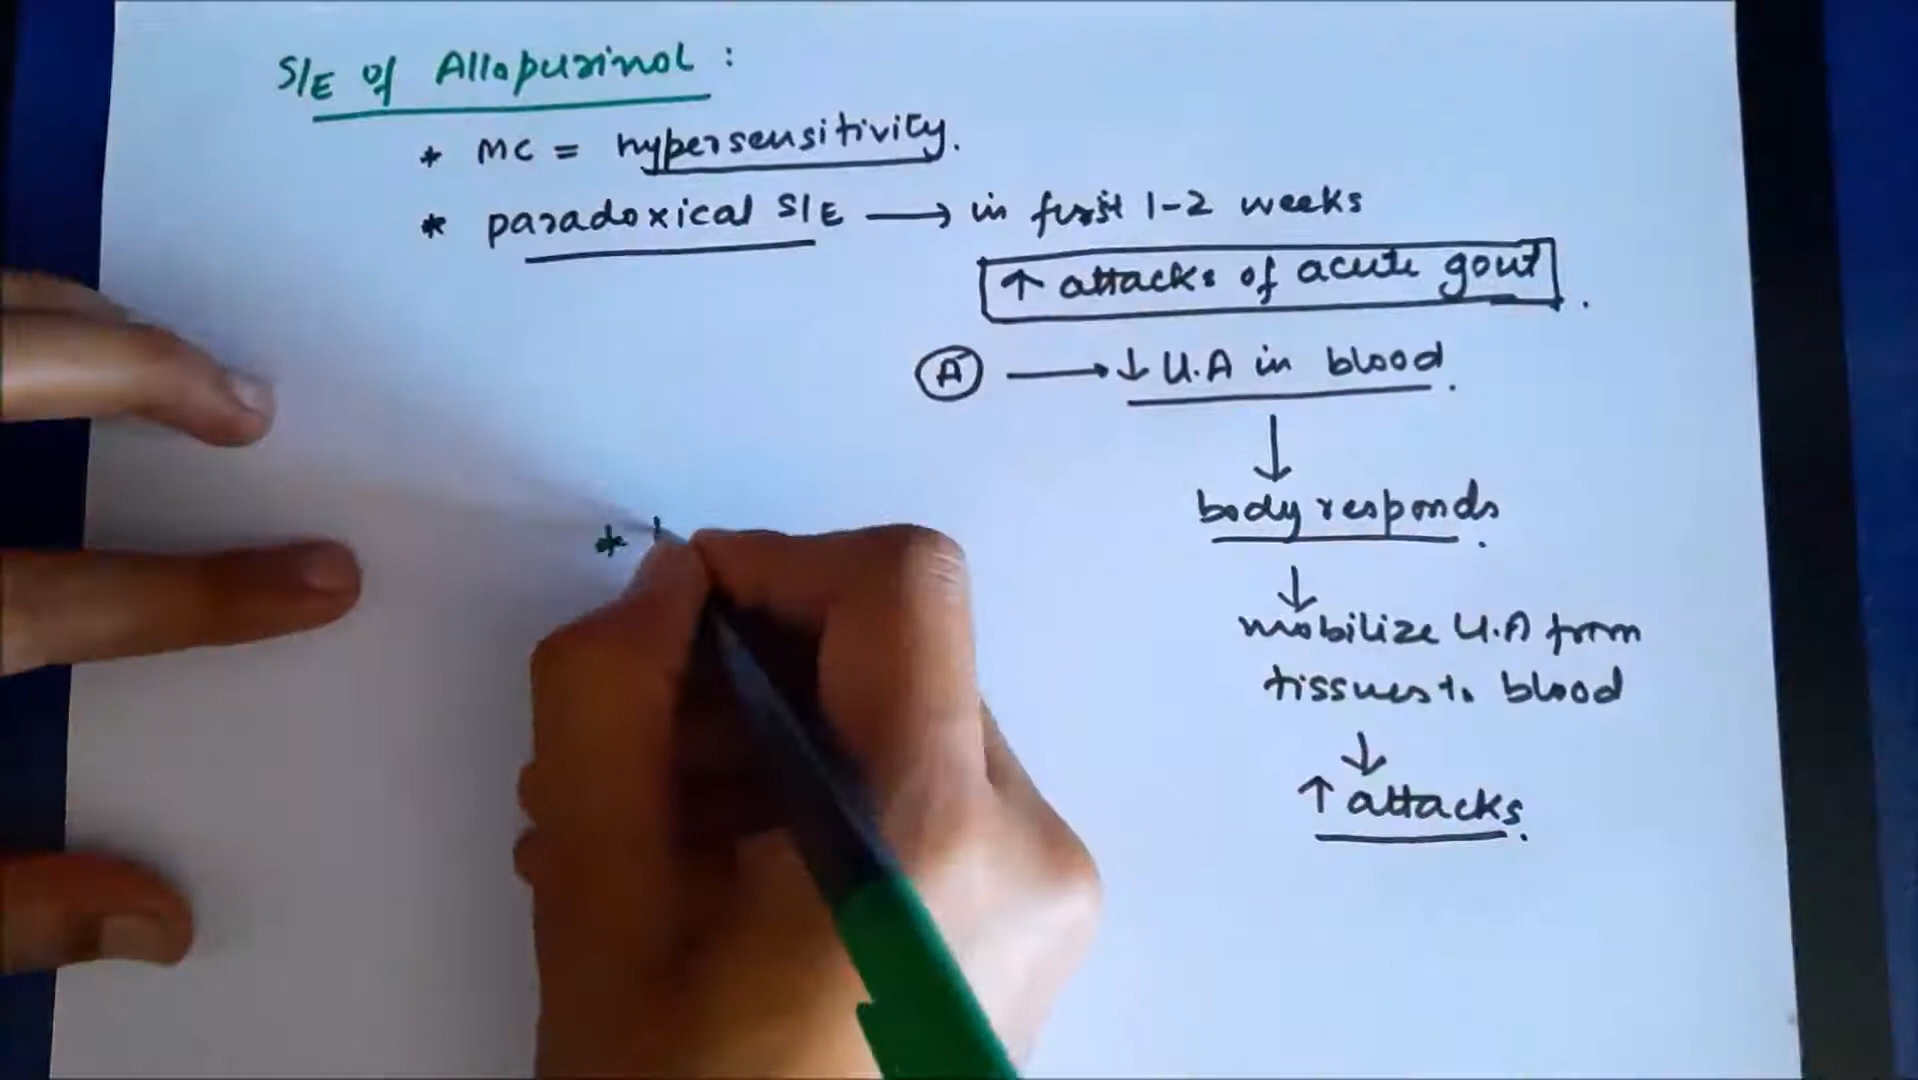 S/E of Allopurinol :
* MC = hypersensitivity.
* paradoxical S/E → in first 1-2 weeks
↑ attacks of acute gout.
Ⓐ → ↓ U.A in blood.
↓
body responds.
↓
mobilize U.A from
tissues to blood
↓
↑ attacks.
*